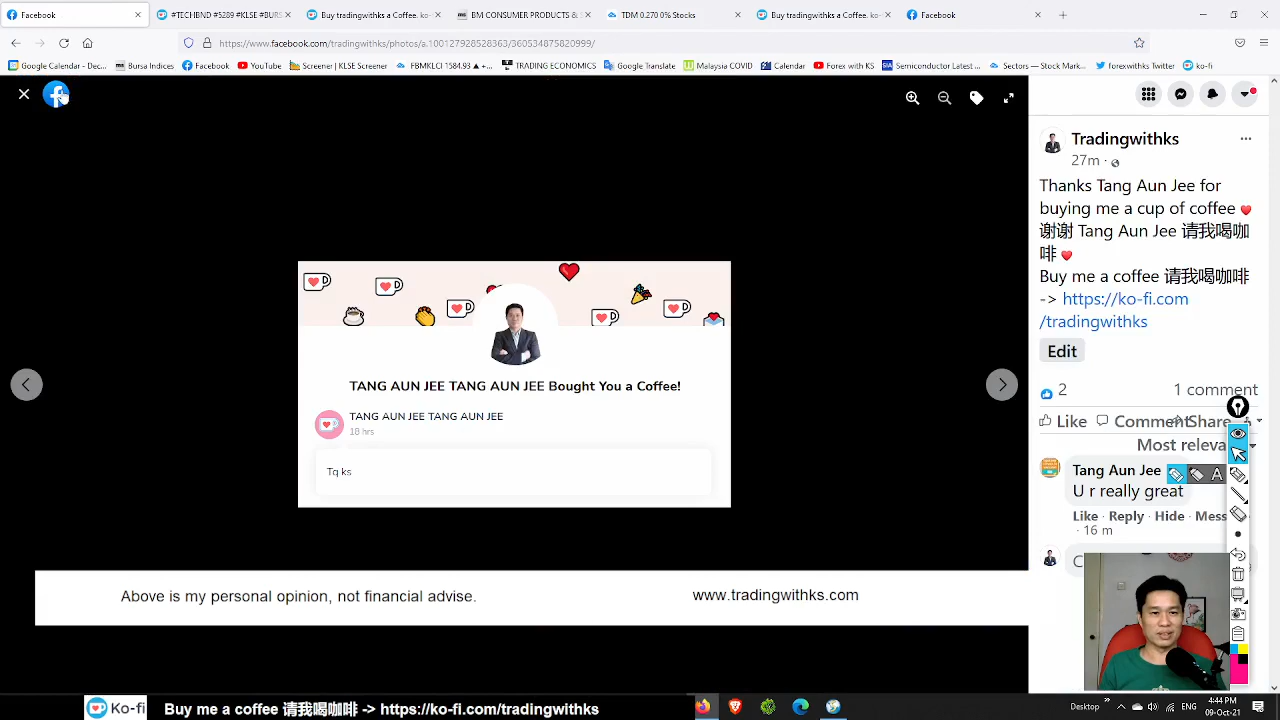 Facebook
#TECHBND #5289 #KLSE #BURS
Buy tradingwithks a Coffee. ko-
BM CONSUMER PRODUCTS &
TDM 0.270 0% Stocks
Buy tradingwithks a Coffee. ko-
Facebook
https://www.facebook.com/tradingwithks/photos/a.100127928528363/360534875820999/
Google Calendar - Dec...
Bursa Indices
Facebook
YouTube
Screener | KLSE Screener
FBMKLCI 1584.93 ▲ +...
TRADING ECONOMICS
Google Translate
Malaysia COVID
Calendar
Forex with KS
Semiconductor Latest ...
Sectors — Stock Mark...
forexwithks Twitter
ko-fi
Tradingwithks
27m ·
Thanks Tang Aun Jee for
buying me a cup of coffee
谢谢 Tang Aun Jee 请我喝咖
啡
Buy me a coffee 请我喝咖啡
-> https://ko-fi.com
/tradingwithks
Edit
2
1 comment
Like
Comment
Share
Most releva
Tang Aun Jee
U r really great
Like · Reply · Hide · Mess
· 16 m
TANG AUN JEE TANG AUN JEE Bought You a Coffee!
TANG AUN JEE TANG AUN JEE
18 hrs
Tq ks
Above is my personal opinion, not financial advise.
www.tradingwithks.com
Ko-fi
Buy me a coffee 请我喝咖啡 -> https://ko-fi.com/tradingwithks
Desktop
ENG
4:44 PM
09-Oct-21